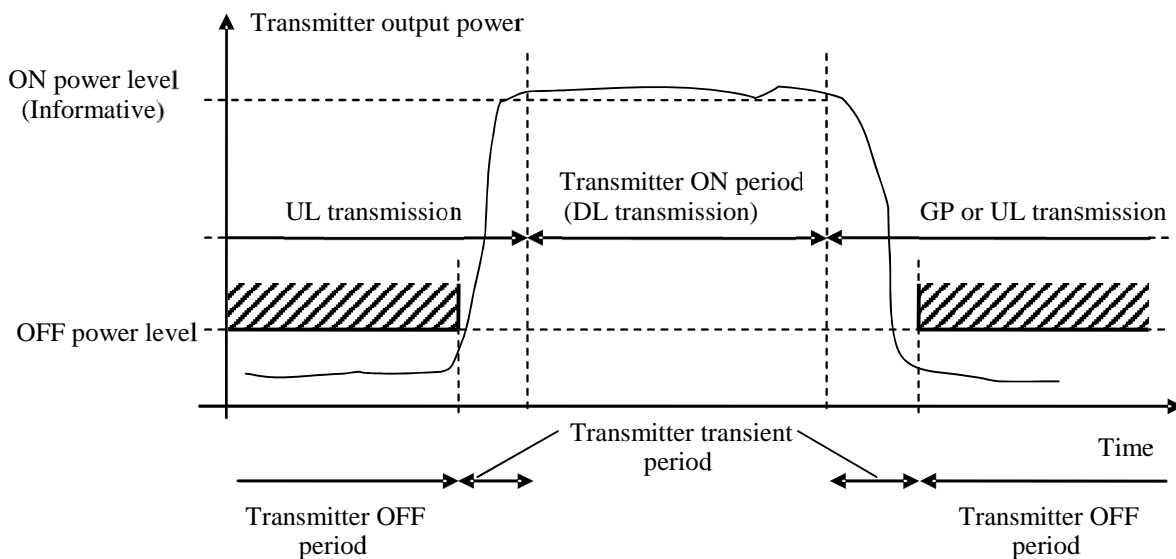 Transmitter output power
ON power level
(Informative)
Transmitter ON period
(DL transmission)
UL transmission
GP or UL transmission
OFF power level
Transmitter transient
period
Time
Transmitter OFF
period
Transmitter OFF
period